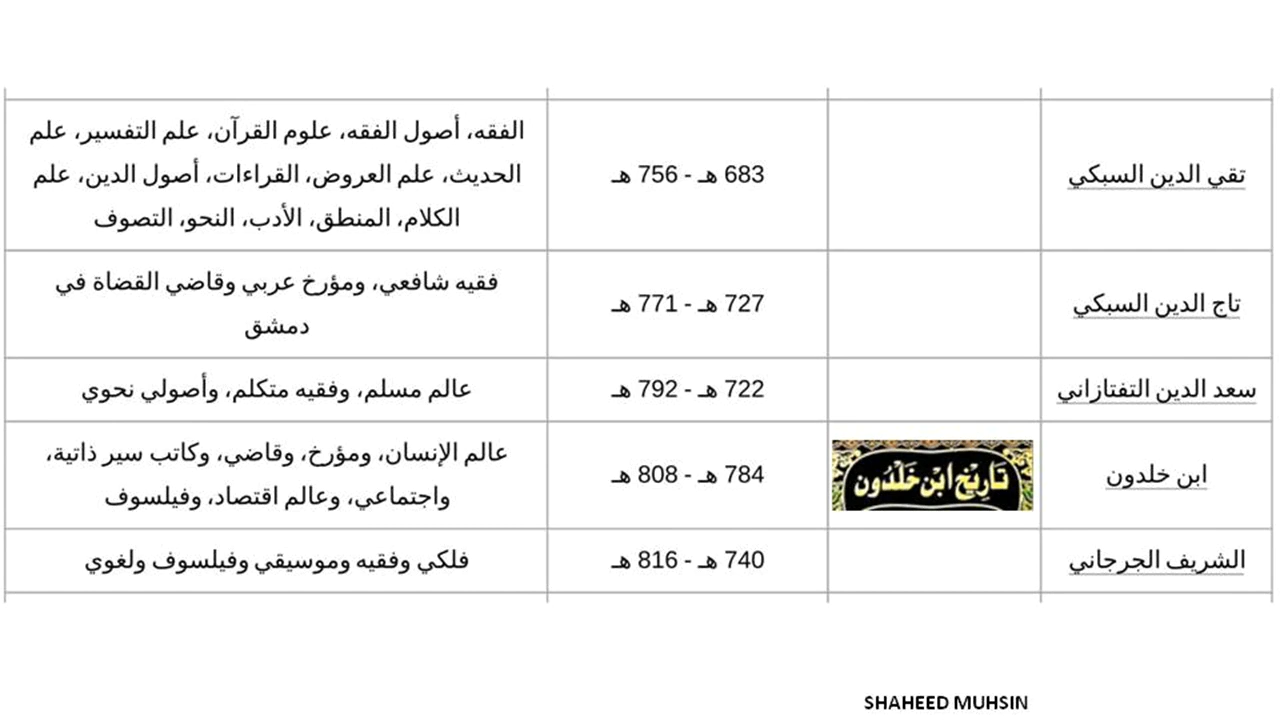 تقي الدين السبكي
683 هـ - 756 هـ
الفقه، أصول الفقه، علوم القرآن، علم التفسير، علم
الحديث، علم العروض، القراءات، أصول الدين، علم
الكلام، المنطق، الأدب، النحو، التصوف
تاج الدين السبكي
727 هـ - 771 هـ
فقيه شافعي، ومؤرخ عربي وقاضي القضاة في
دمشق
سعد الدين التفتازاني
722 هـ - 792 هـ
عالم مسلم، وفقيه متكلم، وأصولي نحوي
ابن خلدون
تَاريخ ابْن خَلْدُون
784 هـ - 808 هـ
عالم الإنسان، ومؤرخ، وقاضي، وكاتب سير ذاتية،
واجتماعي، وعالم اقتصاد، وفيلسوف
الشريف الجرجاني
740 هـ - 816 هـ
فلكي وفقيه وموسيقي وفيلسوف ولغوي
SHAHEED MUHSIN